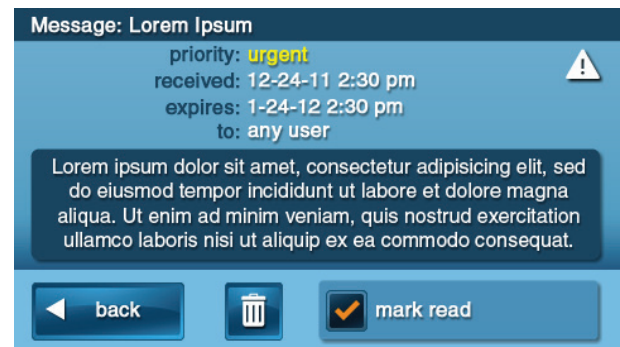 Message: Lorem Ipsum
priority: urgent
received: 12-24-11 2:30 pm
expires: 1-24-12 2:30 pm
to: any user
Lorem ipsum dolor sit amet, consectetur adipisicing elit, sed
do eiusmod tempor incididunt ut labore et dolore magna
aliqua. Ut enim ad minim veniam, quis nostrud exercitation
ullamco laboris nisi ut aliquip ex ea commodo consequat.
back
mark read